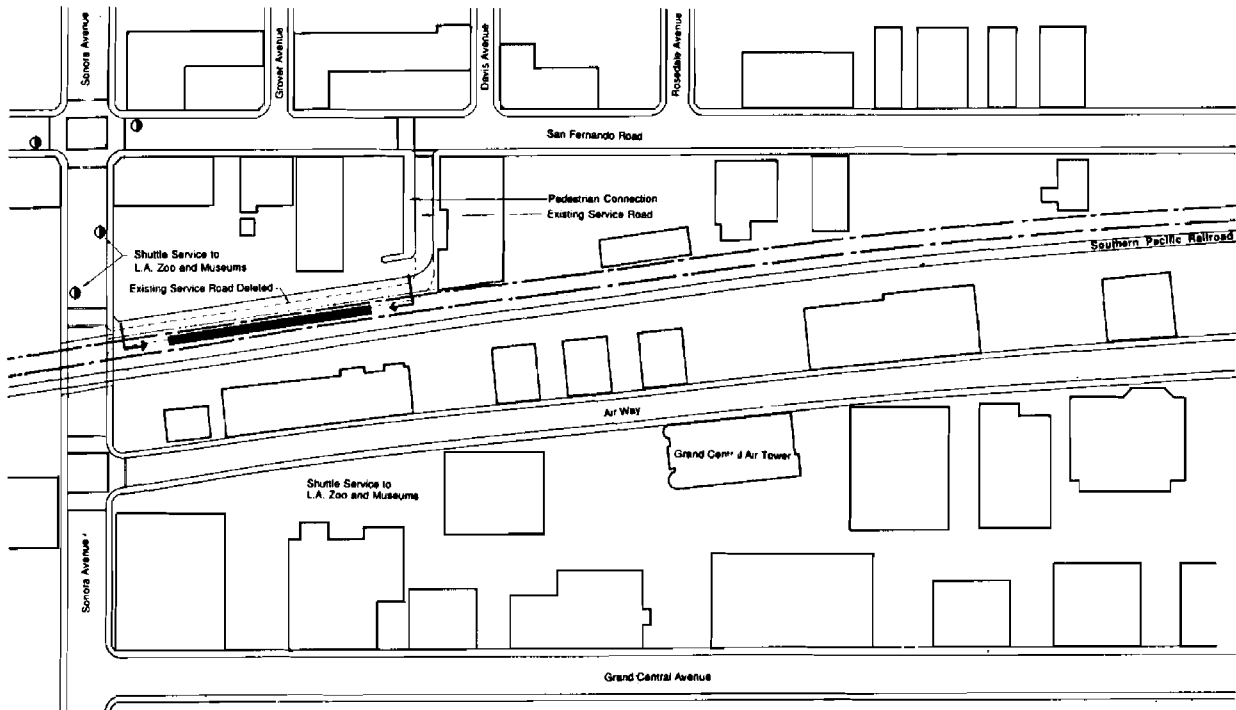 Sonora Avenue
Grover Avenue
Davis Avenue
Rosedale Avenue
San Fernando Road
Pedestrian Connection
Existing Service Road
Shuttle Service to
L.A. Zoo and Museums
Existing Service Road Deleted
Southern Pacific Railroad
Air Way
Grand Central Air Tower
Shuttle Service to
L.A. Zoo and Museums
Sonora Avenue
Grand Central Avenue